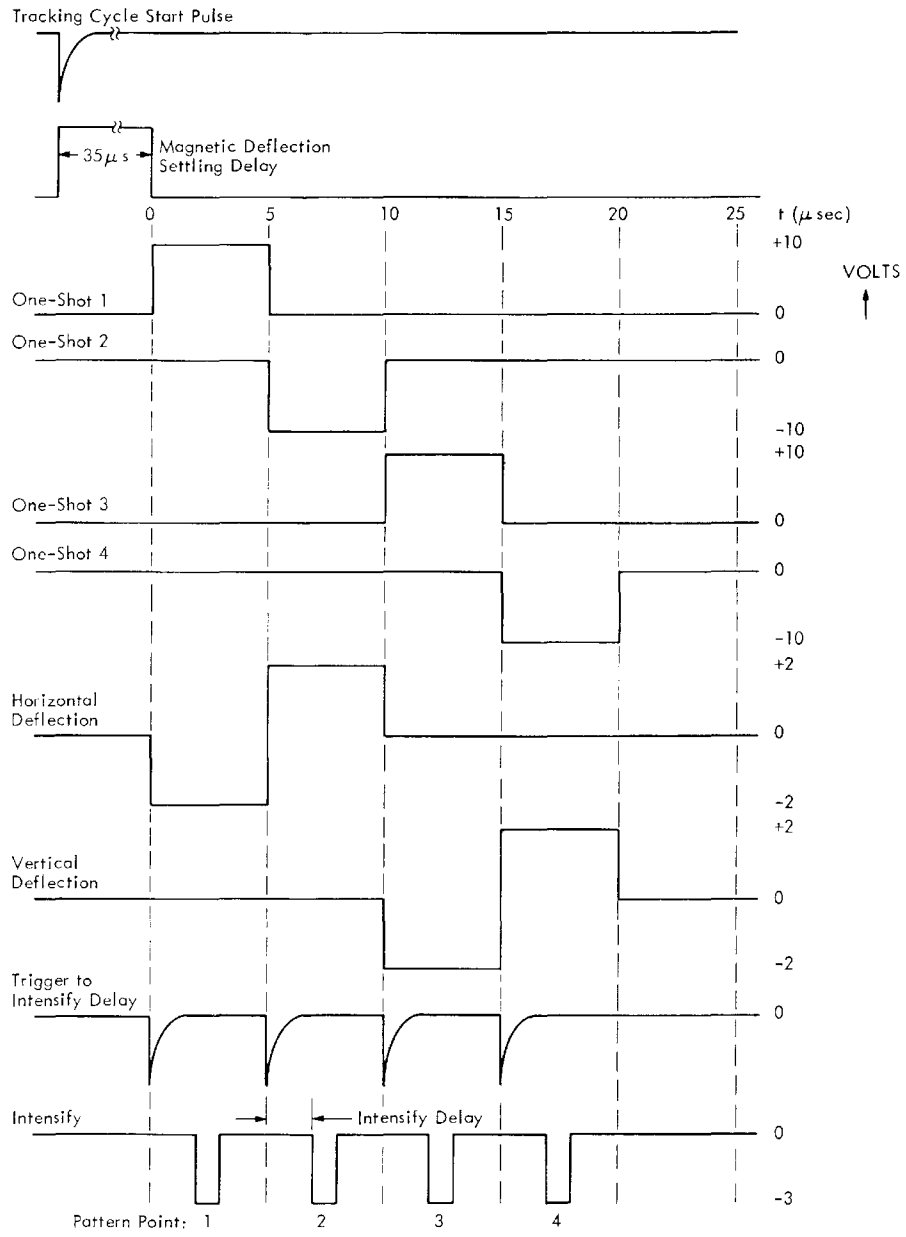 Tracking Cycle Start Pulse
35 μs
Magnetic Deflection
Settling Delay
0 5 10 15 20 25 t (μsec)
+10
VOLTS
One-Shot 1
0
One-Shot 2
0
-10
+10
One-Shot 3
0
One-Shot 4
0
-10
+2
Horizontal
Deflection
0
-2
+2
Vertical
Deflection
0
-2
Trigger to
Intensify Delay
0
Intensify
Intensify Delay
0
-3
Pattern Point: 1 2 3 4